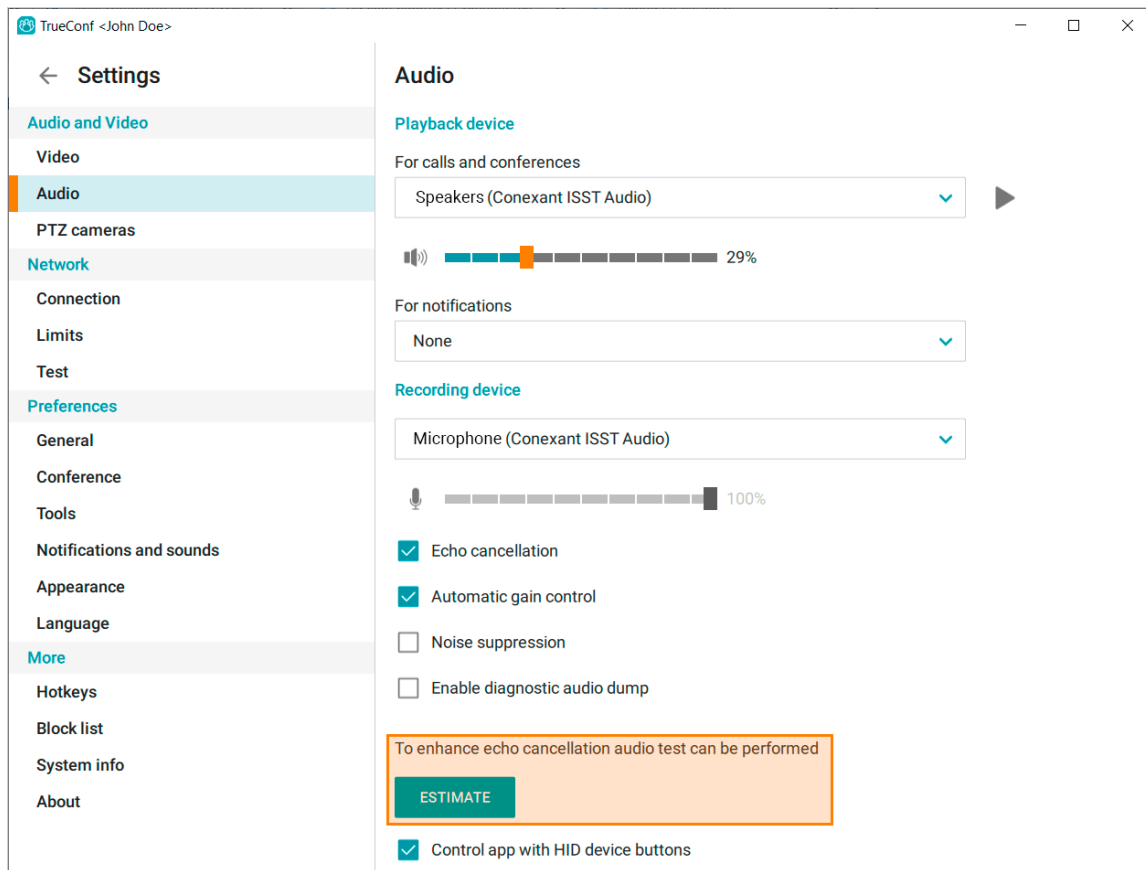 TrueConf <John Doe>
Settings
Audio and Video
Video
Audio
PTZ cameras
Network
Connection
Limits
Test
Preferences
General
Conference
Tools
Notifications and sounds
Appearance
Language
More
Hotkeys
Block list
System info
About
Audio
Playback device
For calls and conferences
Speakers (Conexant ISST Audio)
29%
For notifications
None
Recording device
Microphone (Conexant ISST Audio)
100%
Echo cancellation
Automatic gain control
Noise suppression
Enable diagnostic audio dump
To enhance echo cancellation audio test can be performed
ESTIMATE
Control app with HID device buttons